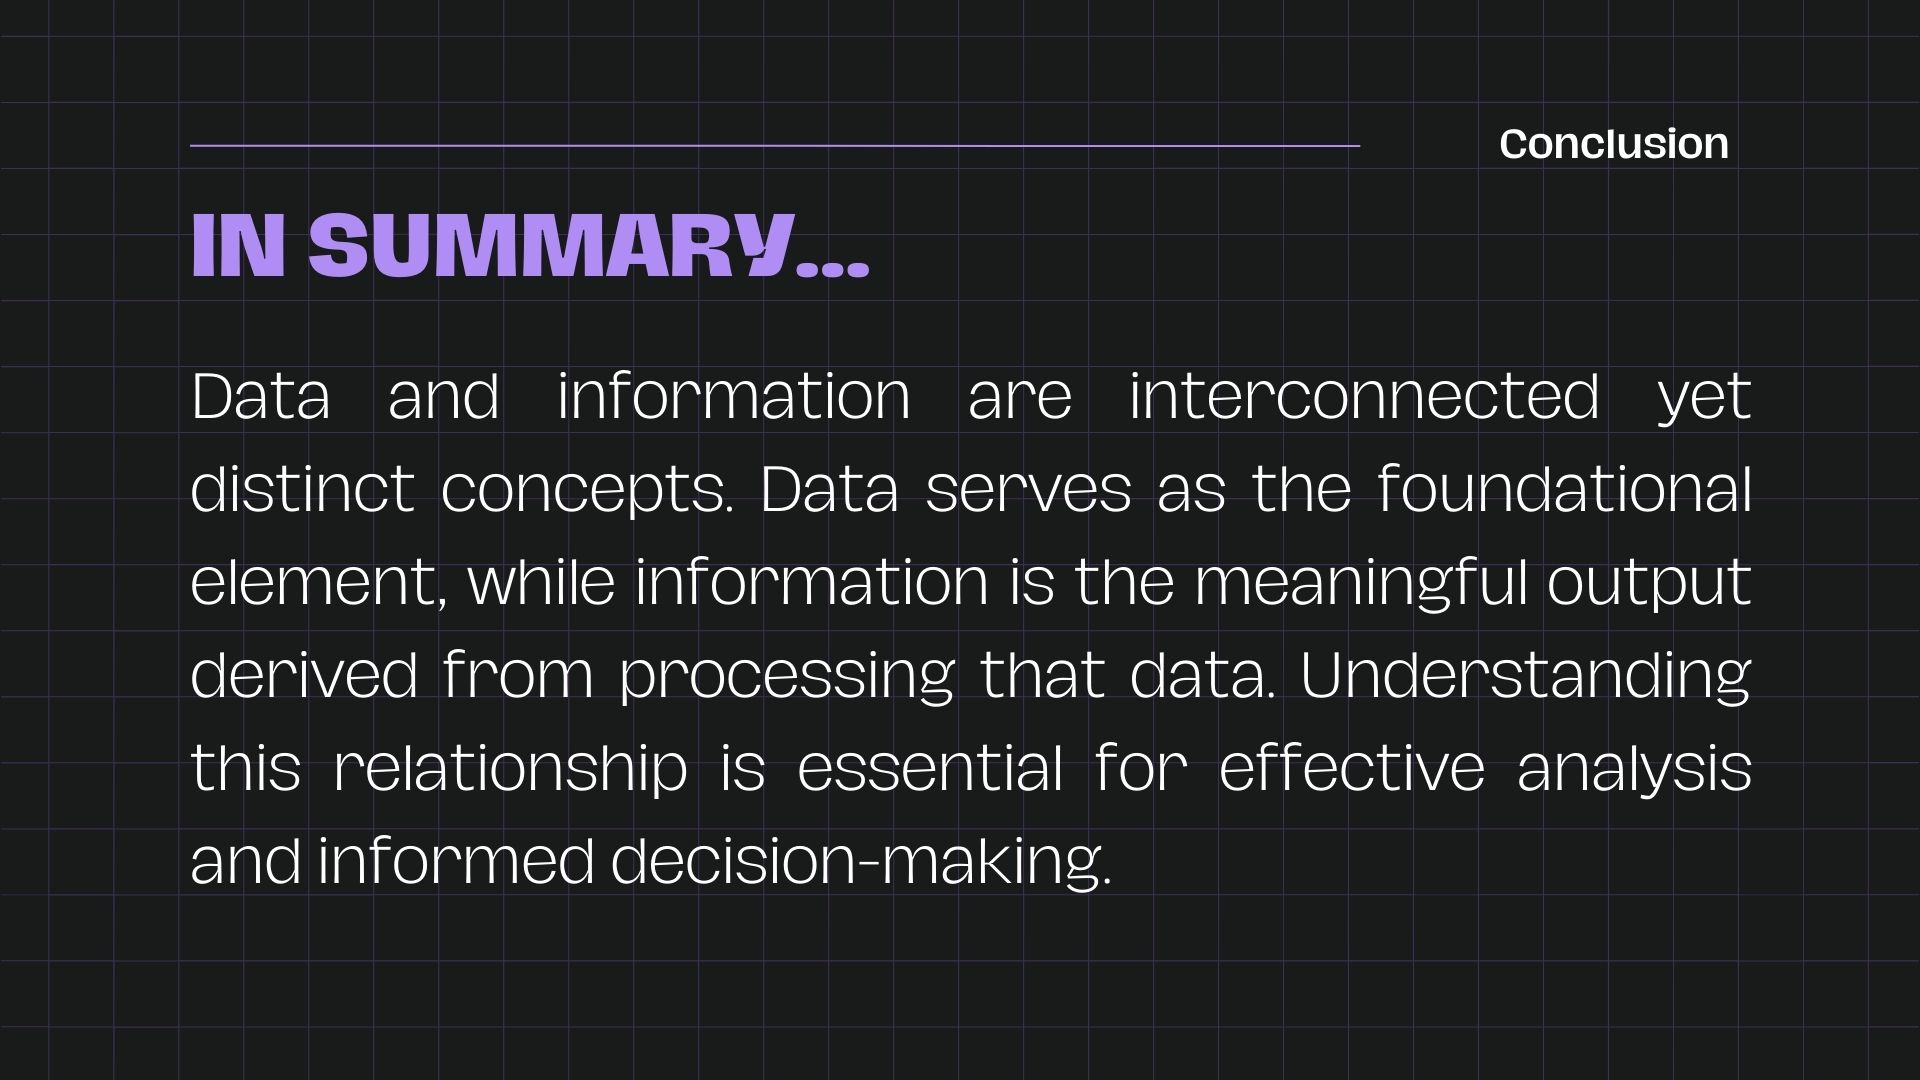 Conclusion
IN SUMMARY...
Data and information are interconnected yet
distinct concepts. Data serves as the foundational
element, while information is the meaningful output
derived from processing that data. Understanding
this relationship is essential for effective analysis
and informed decision-making.